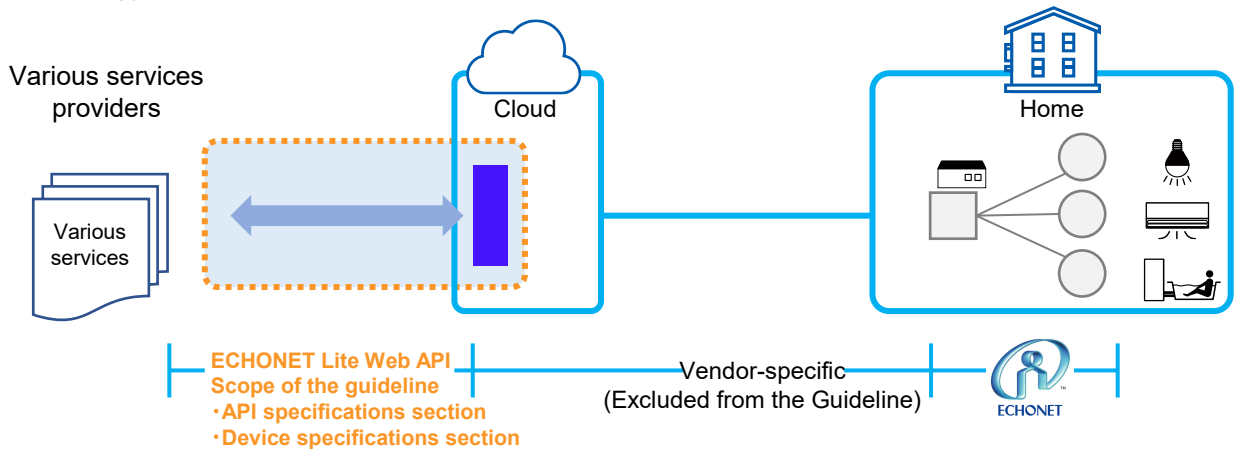 Various services
providers
Various
services
Cloud
Home
ECHONET Lite Web API
Scope of the guideline
・API specifications section
・Device specifications section
Vendor-specific
(Excluded from the Guideline)
™
ECHONET